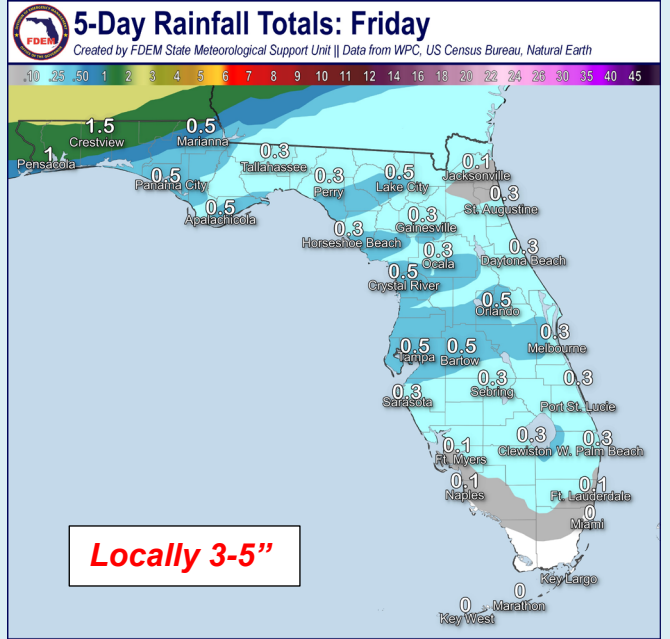 5-Day Rainfall Totals: Friday
Created by FDEM State Meteorological Support Unit || Data from WPC, US Census Bureau, Natural Earth
FDEM
.10 .25 .50 1 2 3 4 5 6 7 8 9 10 11 12 14 16 18 20 22 24 26 30 35 40 45
1.5
Crestview
0.5
Marianna
1
Pensacola
0.5
Panama City
0.3
Tallahassee
0.3
Perry
0.5
Lake City
0.1
Jacksonville
0.3
St. Augustine
0.5
Apalachicola
0.3
Gainesville
0.3
Horseshoe Beach
0.3
Ocala
0.3
Daytona Beach
0.5
Crystal River
0.5
Orlando
0.3
Melbourne
0.5
Tampa
0.5
Bartow
0.3
Sarasota
0.3
Sebring
0.3
Port St. Lucie
0.1
Ft. Myers
0.3
Clewiston
0.3
W. Palm Beach
0.1
Naples
0.1
Ft. Lauderdale
0
Miami
Locally 3-5”
Key Largo
0
Marathon
0
Key West